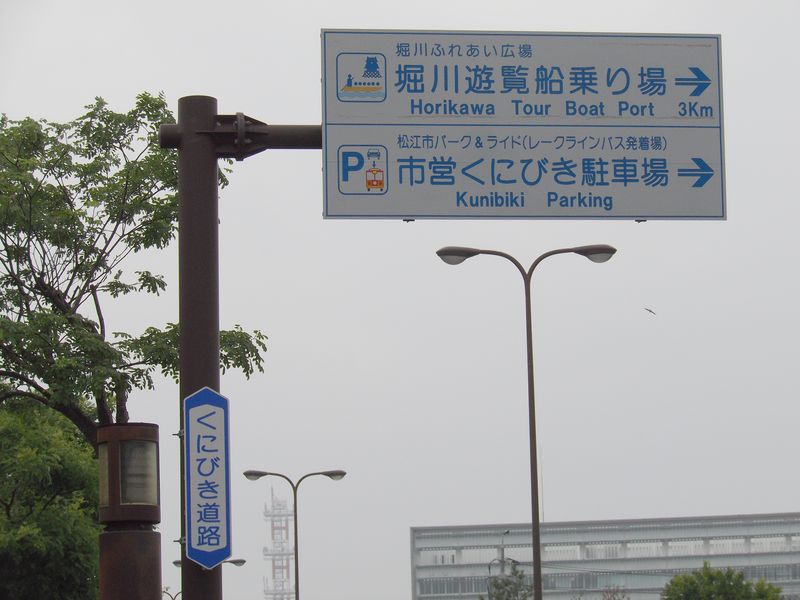 堀川ふれあい広場
堀川遊覧船乗り場
Horikawa Tour Boat Port 3Km
松江市パーク&ライド(レークラインバス発着場)
P 市営くにびき駐車場
Kunibiki Parking
くにびき道路